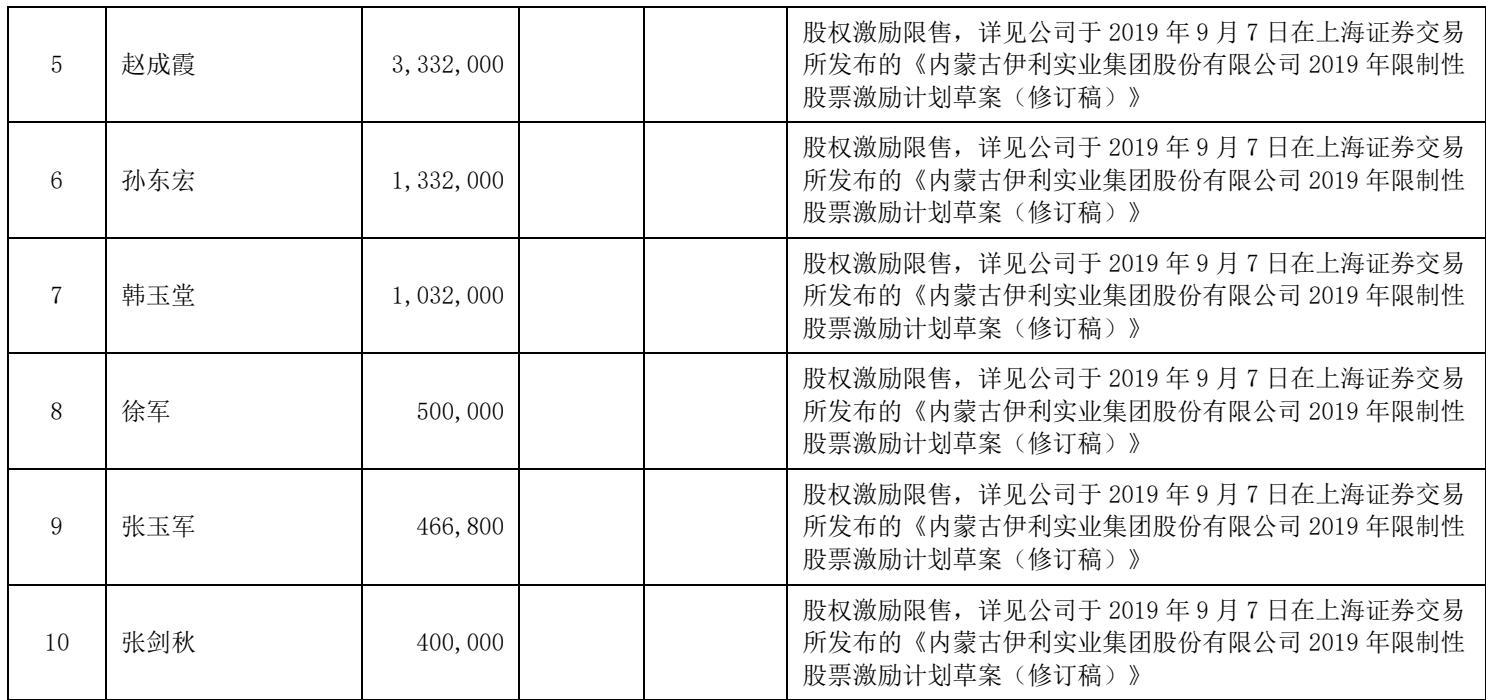 股权激励限售，详见公司于 2019 年 9 月 7 日在上海证券交易
5 赵成霞 3,332,000 所发布的《内蒙古伊利实业集团股份有限公司 2019 年限制性
股票激励计划草案（修订稿）》
股权激励限售，详见公司于 2019 年 9 月 7 日在上海证券交易
6 孙东宏 1,332,000 所发布的《内蒙古伊利实业集团股份有限公司 2019 年限制性
股票激励计划草案（修订稿）》
股权激励限售，详见公司于 2019 年 9 月 7 日在上海证券交易
7 韩玉堂 1,032,000 所发布的《内蒙古伊利实业集团股份有限公司 2019 年限制性
股票激励计划草案（修订稿）》
股权激励限售，详见公司于 2019 年 9 月 7 日在上海证券交易
8 徐军 500,000 所发布的《内蒙古伊利实业集团股份有限公司 2019 年限制性
股票激励计划草案（修订稿）》
股权激励限售，详见公司于 2019 年 9 月 7 日在上海证券交易
9 张玉军 466,800 所发布的《内蒙古伊利实业集团股份有限公司 2019 年限制性
股票激励计划草案（修订稿）》
股权激励限售，详见公司于 2019 年 9 月 7 日在上海证券交易
10 张剑秋 400,000 所发布的《内蒙古伊利实业集团股份有限公司 2019 年限制性
股票激励计划草案（修订稿）》